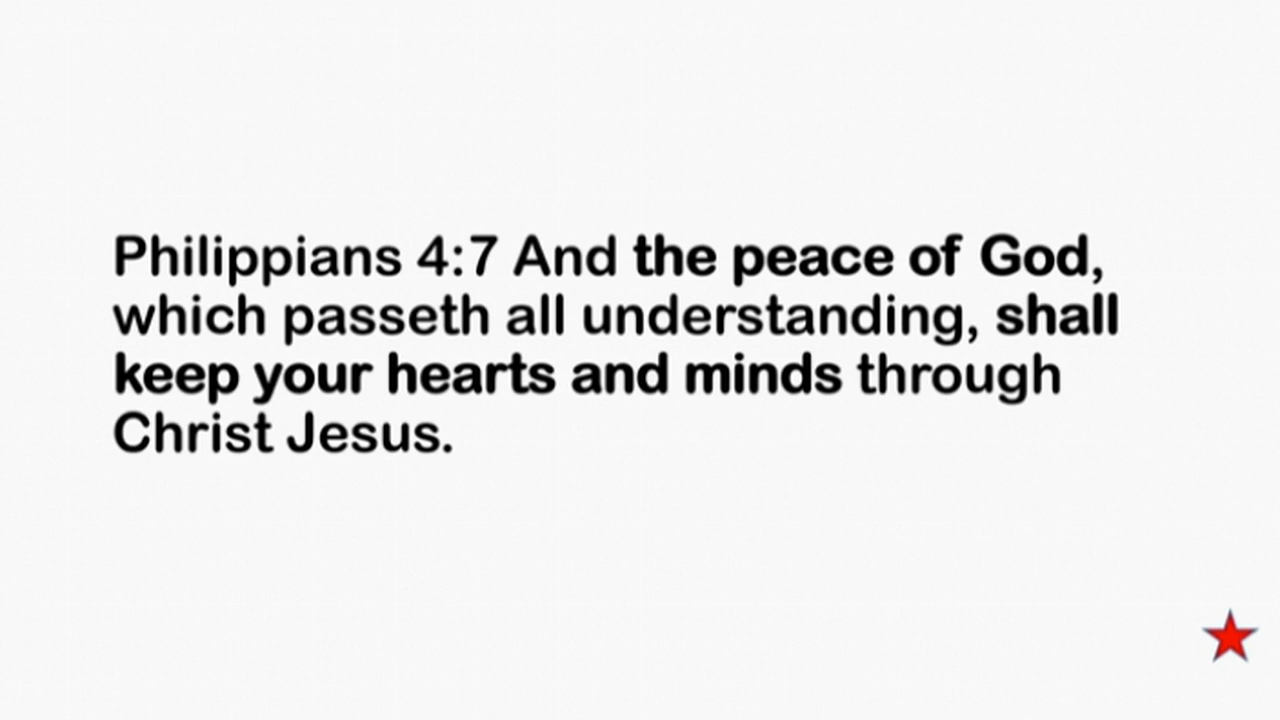 Philippians 4:7 And the peace of God,
which passeth all understanding, shall
keep your hearts and minds through
Christ Jesus.